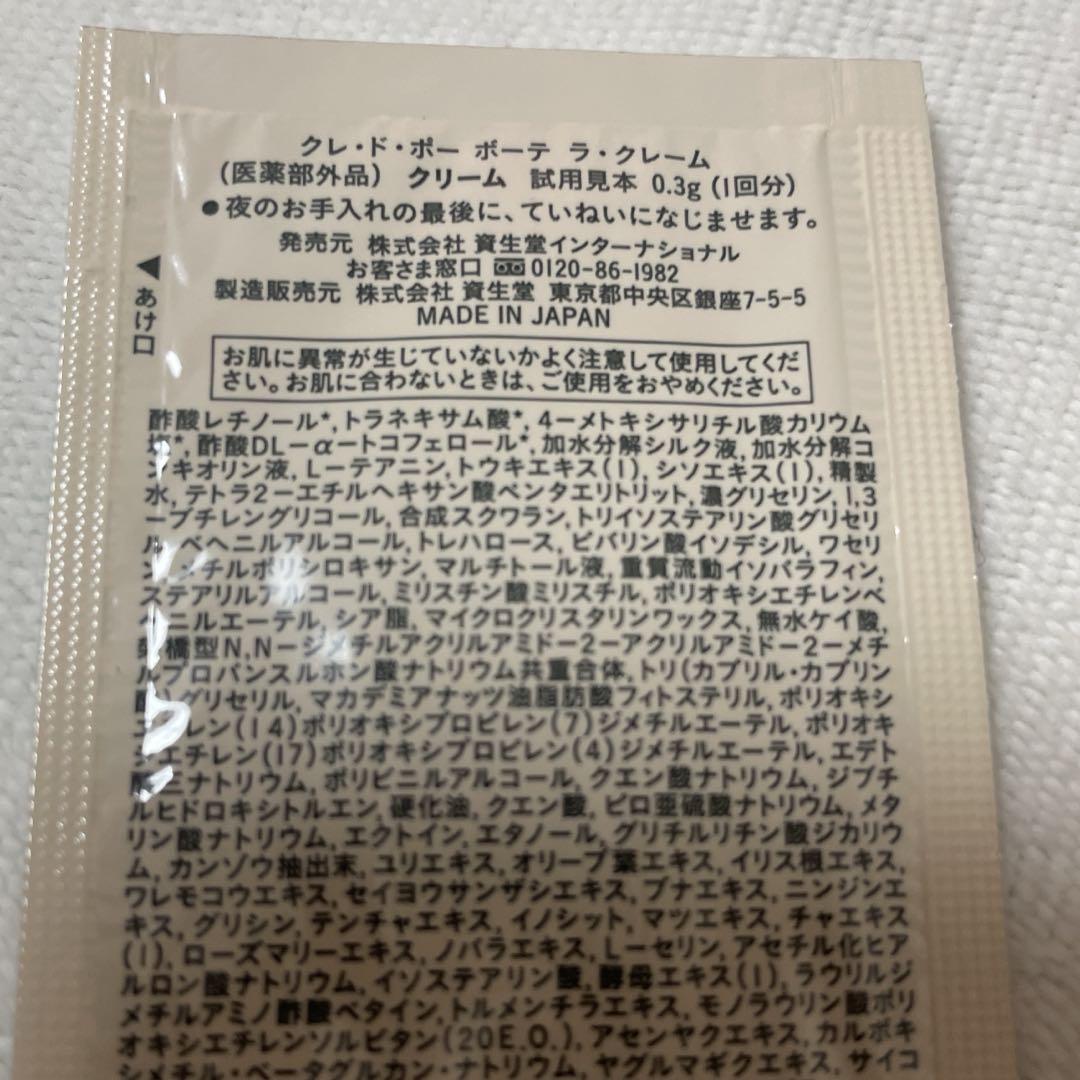 クレ・ド・ポー ボーテ ラ・クレーム
(医薬部外品) クリーム 試用見本 0.3g (1回分)
●夜のお手入れの最後に、ていねいになじませます。
発売元 株式会社 資生堂インターナショナル
お客さま窓口 0120-86-1982
製造販売元 株式会社 資生堂 東京都中央区銀座7-5-5
MADE IN JAPAN
◀あけ口
お肌に異常が生じていないかよく注意して使用してくだ
さい。お肌に合わないときは、ご使用をおやめください。
酢酸レチノール*, トラネキサム酸*, 4-メトキシサリチル酸カリウム
塩*, 酢酸DL-α-トコフェロール*, 加水分解シルク液, 加水分解コ
ンキオリン液, L-テアニン, トウキエキス(1), シソエキス(1), 精製
水, テトラ2-エチルヘキサン酸ペンタエリトリット, 濃グリセリン, 1,3
-ブチレングリコール, 合成スクワラン, トリイソステアリン酸グリセリ
ル, ベヘニルアルコール, トレハロース, ピバリン酸イソデシル, ワセリ
ン, メチルポリシロキサン, マルチトール液, 重質流動イソパラフィン,
ステアリルアルコール, ミリスチン酸ミリスチル, ポリオキシエチレンベ
ヘニルエーテル, シア脂, マイクロクリスタリンワックス, 無水ケイ酸,
架橋型N,N-ジメチルアクリルアミド-2-アクリルアミド-2-メチ
ルプロパンスルホン酸ナトリウム共重合体, トリ(カプリル・カプリン
酸)グリセリル, マカデミアナッツ油脂肪酸フィトステリル, ポリオキシ
エチレン(14)ポリオキシプロピレン(7)ジメチルエーテル, ポリオキ
シエチレン(17)ポリオキシプロピレン(4)ジメチルエーテル, エデト
酸三ナトリウム, ポリビニルアルコール, クエン酸ナトリウム, ジブチ
ルヒドロキシトルエン, 硬化油, クエン酸, ピロ亜硫酸ナトリウム, メタ
リン酸ナトリウム, エクトイン, エタノール, グリチルリチン酸ジカリウ
ム, カンゾウ抽出末, ユリエキス, オリーブ葉エキス, イリス根エキス,
ワレモコウエキス, セイヨウサンザシエキス, ブナエキス, ニンジンエ
キス, グリシン, テンチャエキス, イノシット, マツエキス, チャエキス
(1), ローズマリーエキス, ノバラエキス, L-セリン, アセチル化ヒア
ルロン酸ナトリウム, イソステアリン酸, 酵母エキス(1), ラウリルジ
メチルアミノ酢酸ベタイン, トルメンチラエキス, モノラウリン酸ポリ
オキシエチレンソルビタン(20E.O.), アセンヤクエキス, カルボキ
シメチル・ベータグルカン・ナトリウム, ヤグルマギクエキス, サイコ